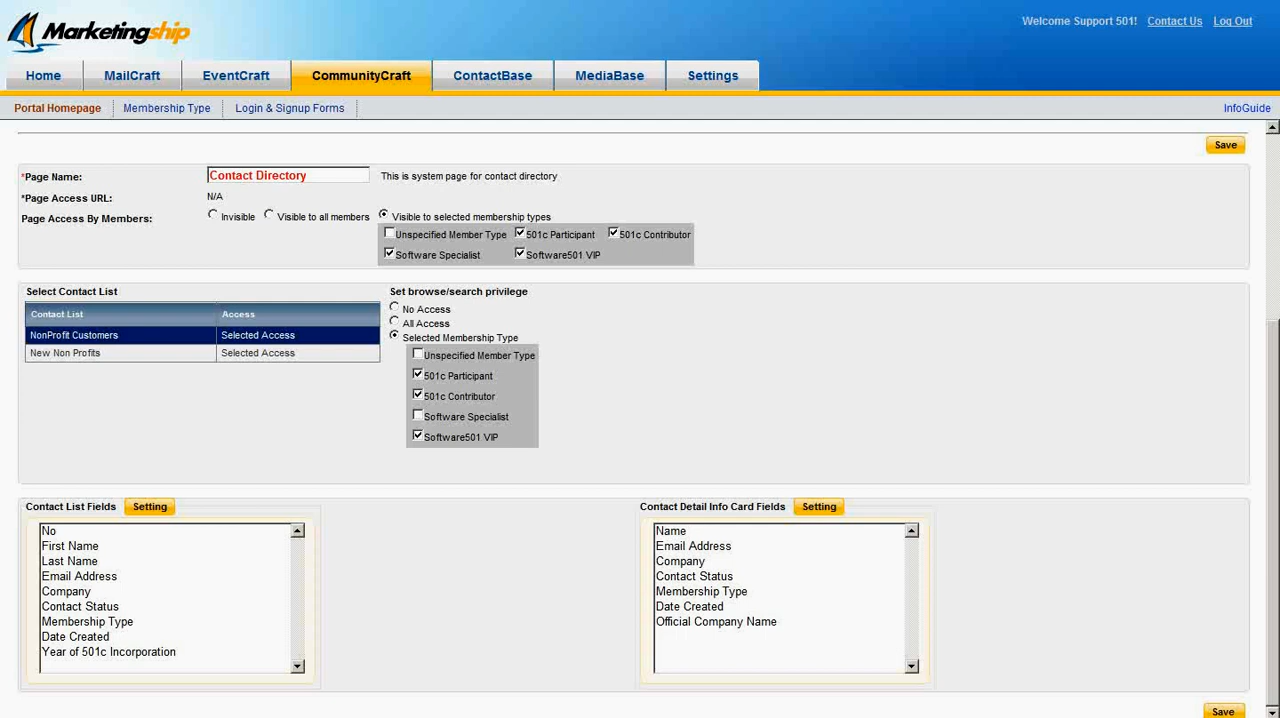 Marketingship
Welcome Support 501! Contact Us Log Out
Home MailCraft EventCraft CommunityCraft ContactBase MediaBase Settings
Portal Homepage Membership Type Login & Signup Forms InfoGuide
Save
*Page Name: Contact Directory This is system page for contact directory
*Page Access URL: N/A
Page Access By Members: Invisible Visible to all members Visible to selected membership types
Unspecified Member Type 501c Participant 501c Contributor
Software Specialist Software501 VIP
Select Contact List Set browse/search privilege
Contact List Access
No Access
All Access
NonProfit Customers Selected Access
Selected Membership Type
New Non Profits Selected Access
Unspecified Member Type
501c Participant
501c Contributor
Software Specialist
Software501 VIP
Contact List Fields Setting
No
First Name
Last Name
Email Address
Company
Contact Status
Membership Type
Date Created
Year of 501c Incorporation
Contact Detail Info Card Fields Setting
Name
Email Address
Company
Contact Status
Membership Type
Date Created
Official Company Name
Save